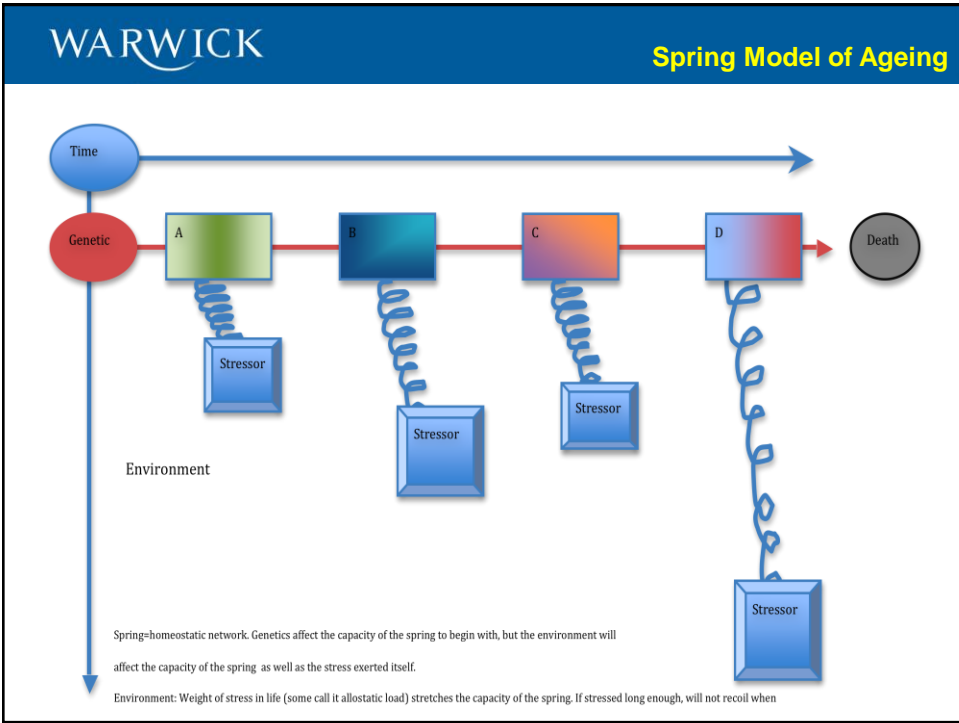 WARWICK
Spring Model of Ageing
Time
Genetic
A
B
C
D
Death
Stressor
Stressor
Stressor
Stressor
Environment
Spring=homeostatic network. Genetics affect the capacity of the spring to begin with, but the environment will
affect the capacity of the spring as well as the stress exerted itself.
Environment: Weight of stress in life (some call it allostatic load) stretches the capacity of the spring. If stressed long enough, will not recoil when